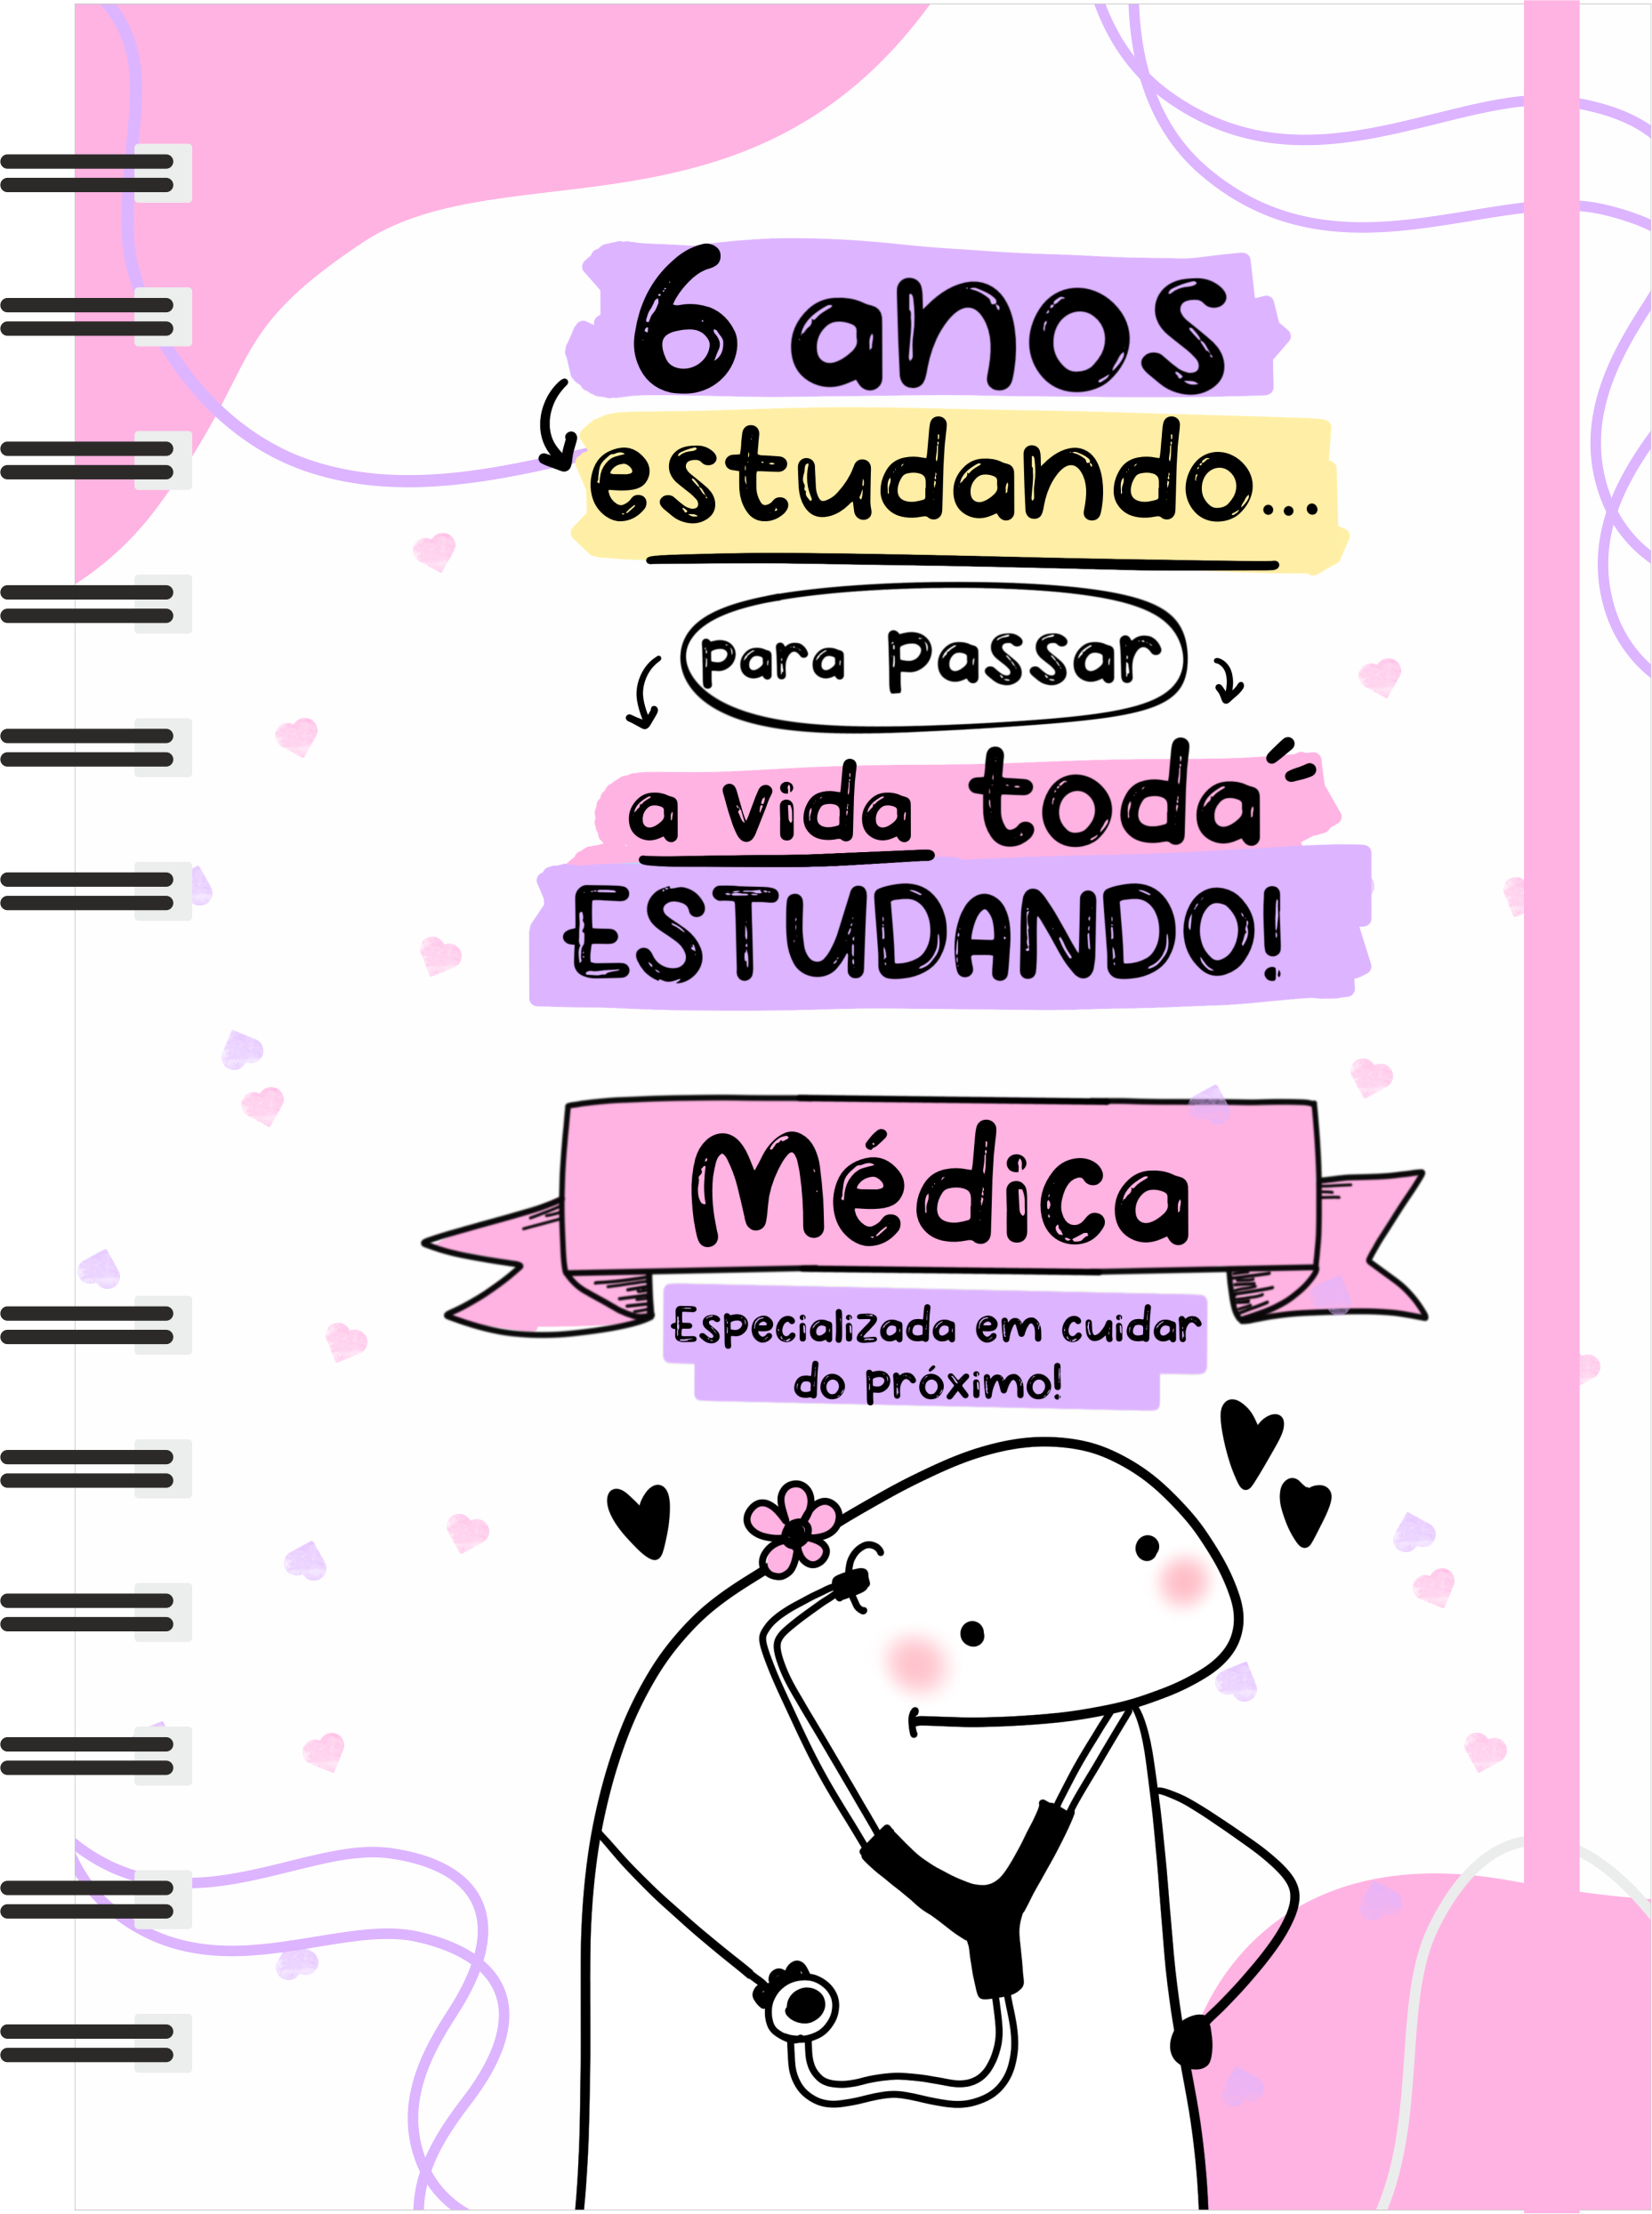 6 anos
estudando...
para passar
a vida toda
ESTUDANDO!
Médica
Especializada em cuidar
do próximo!